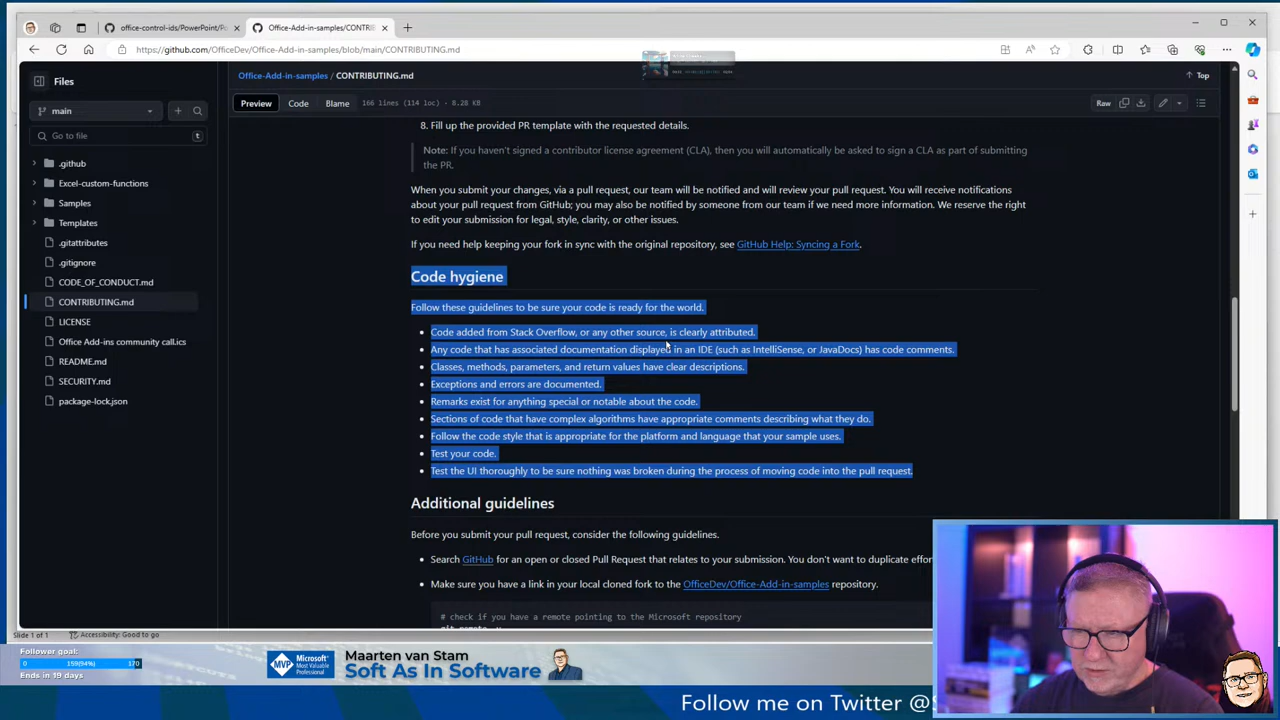 office-control-ids/PowerPoint/P
Office-Add-in-samples/CONTRIB
https://github.com/OfficeDev/Office-Add-in-samples/blob/main/CONTRIBUTING.md
Files
Office-Add-in-samples / CONTRIBUTING.md
Top
main
Preview
Code
Blame
166 lines (114 loc) · 8.28 KB
Raw
Go to file
t
.github
Excel-custom-functions
Samples
Templates
.gitattributes
.gitignore
CODE_OF_CONDUCT.md
CONTRIBUTING.md
LICENSE
Office Add-ins community call.ics
README.md
SECURITY.md
package-lock.json
8. Fill up the provided PR template with the requested details.
Note: If you haven't signed a contributor license agreement (CLA), then you will automatically be asked to sign a CLA as part of submitting
the PR.
When you submit your changes, via a pull request, our team will be notified and will review your pull request. You will receive notifications
about your pull request from GitHub; you may also be notified by someone from our team if we need more information. We reserve the right
to edit your submission for legal, style, clarity, or other issues.
If you need help keeping your fork in sync with the original repository, see GitHub Help: Syncing a Fork.
Code hygiene
Follow these guidelines to be sure your code is ready for the world.
• Code added from Stack Overflow, or any other source, is clearly attributed.
• Any code that has associated documentation displayed in an IDE (such as IntelliSense, or JavaDocs) has code comments.
• Classes, methods, parameters, and return values have clear descriptions.
• Exceptions and errors are documented.
• Remarks exist for anything special or notable about the code.
• Sections of code that have complex algorithms have appropriate comments describing what they do.
• Follow the code style that is appropriate for the platform and language that your sample uses.
• Test your code.
• Test the UI thoroughly to be sure nothing was broken during the process of moving code into the pull request.
Additional guidelines
Before you submit your pull request, consider the following guidelines.
• Search GitHub for an open or closed Pull Request that relates to your submission. You don't want to duplicate effor
• Make sure you have a link in your local cloned fork to the OfficeDev/Office-Add-in-samples repository.
# check if you have a remote pointing to the Microsoft repository
Slide 1 of 1
Accessibility: Good to go
Follower goal:
0
159(94%)
170
Ends in 19 days
MVP
Microsoft
Most Valuable
Professional
Maarten van Stam
Soft As In Software
Follow me on Twitter @S